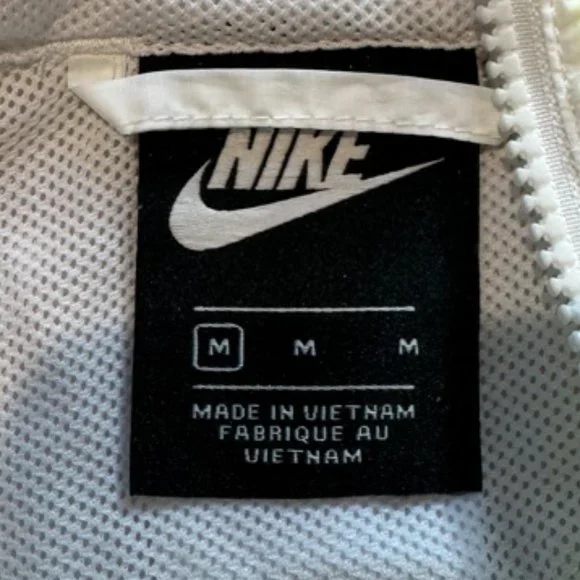 NIKE
M M M
MADE IN VIETNAM
FABRIQUE AU
VIETNAM